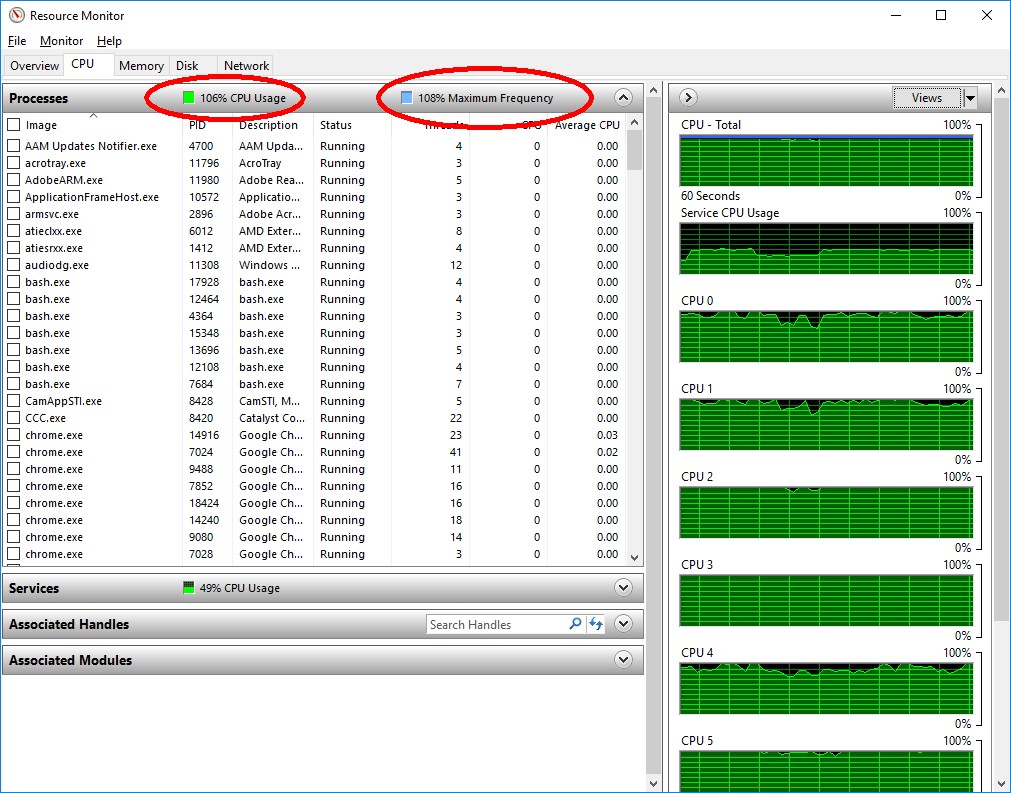 Resource Monitor
File Monitor Help
Overview CPU Memory Disk Network
Processes 106% CPU Usage 108% Maximum Frequency
Image PID Description Status Threads CPU Average CPU
AAM Updates Notifier.exe 4700 AAM Upda... Running 4 0 0.00
acrotray.exe 11796 AcroTray Running 3 0 0.00
AdobeARM.exe 11980 Adobe Rea... Running 5 0 0.00
ApplicationFrameHost.exe 10572 Applicatio... Running 3 0 0.00
armsvc.exe 2896 Adobe Acr... Running 3 0 0.00
atieclxx.exe 6012 AMD Exter... Running 8 0 0.00
atiesrxx.exe 1412 AMD Exter... Running 4 0 0.00
audiodg.exe 11308 Windows ... Running 12 0 0.00
bash.exe 17928 bash.exe Running 4 0 0.00
bash.exe 12464 bash.exe Running 4 0 0.00
bash.exe 4364 bash.exe Running 3 0 0.00
bash.exe 15348 bash.exe Running 3 0 0.00
bash.exe 13696 bash.exe Running 5 0 0.00
bash.exe 12108 bash.exe Running 4 0 0.00
bash.exe 7684 bash.exe Running 7 0 0.00
CamAppSTI.exe 8428 CamSTI, M... Running 5 0 0.00
CCC.exe 8420 Catalyst Co... Running 22 0 0.00
chrome.exe 14916 Google Ch... Running 23 0 0.03
chrome.exe 7024 Google Ch... Running 41 0 0.02
chrome.exe 9488 Google Ch... Running 11 0 0.00
chrome.exe 7852 Google Ch... Running 16 0 0.00
chrome.exe 18424 Google Ch... Running 16 0 0.00
chrome.exe 14240 Google Ch... Running 18 0 0.00
chrome.exe 9080 Google Ch... Running 14 0 0.00
chrome.exe 7028 Google Ch... Running 3 0 0.00
Services 49% CPU Usage
Associated Handles Search Handles
Associated Modules
Views
CPU - Total 100%
60 Seconds 0%
Service CPU Usage 100%
0%
CPU 0 100%
0%
CPU 1 100%
0%
CPU 2 100%
0%
CPU 3 100%
0%
CPU 4 100%
0%
CPU 5 100%